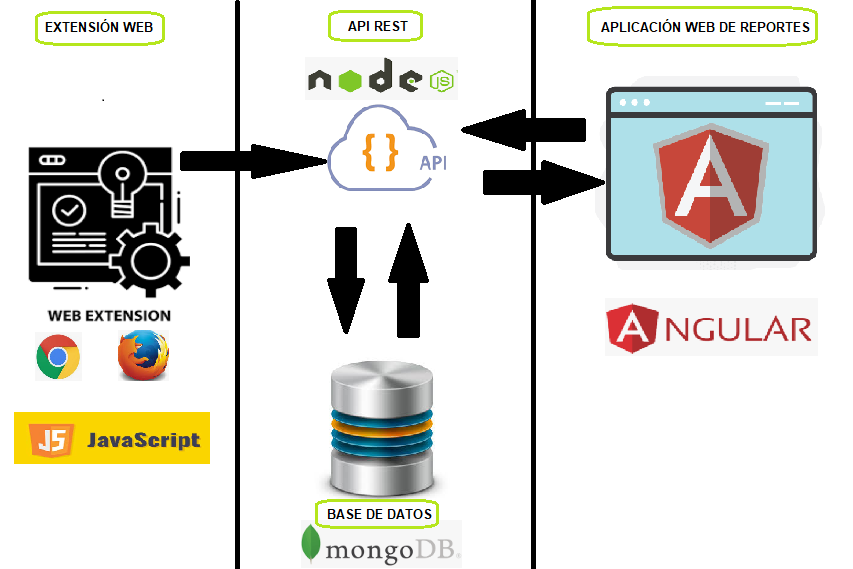 EXTENSIÓN WEB
API REST
APLICACIÓN WEB DE REPORTES
node
JS
{ } API
A
WEB EXTENSION
A NGULAR
JS JavaScript
BASE DE DATOS
mongoDB®